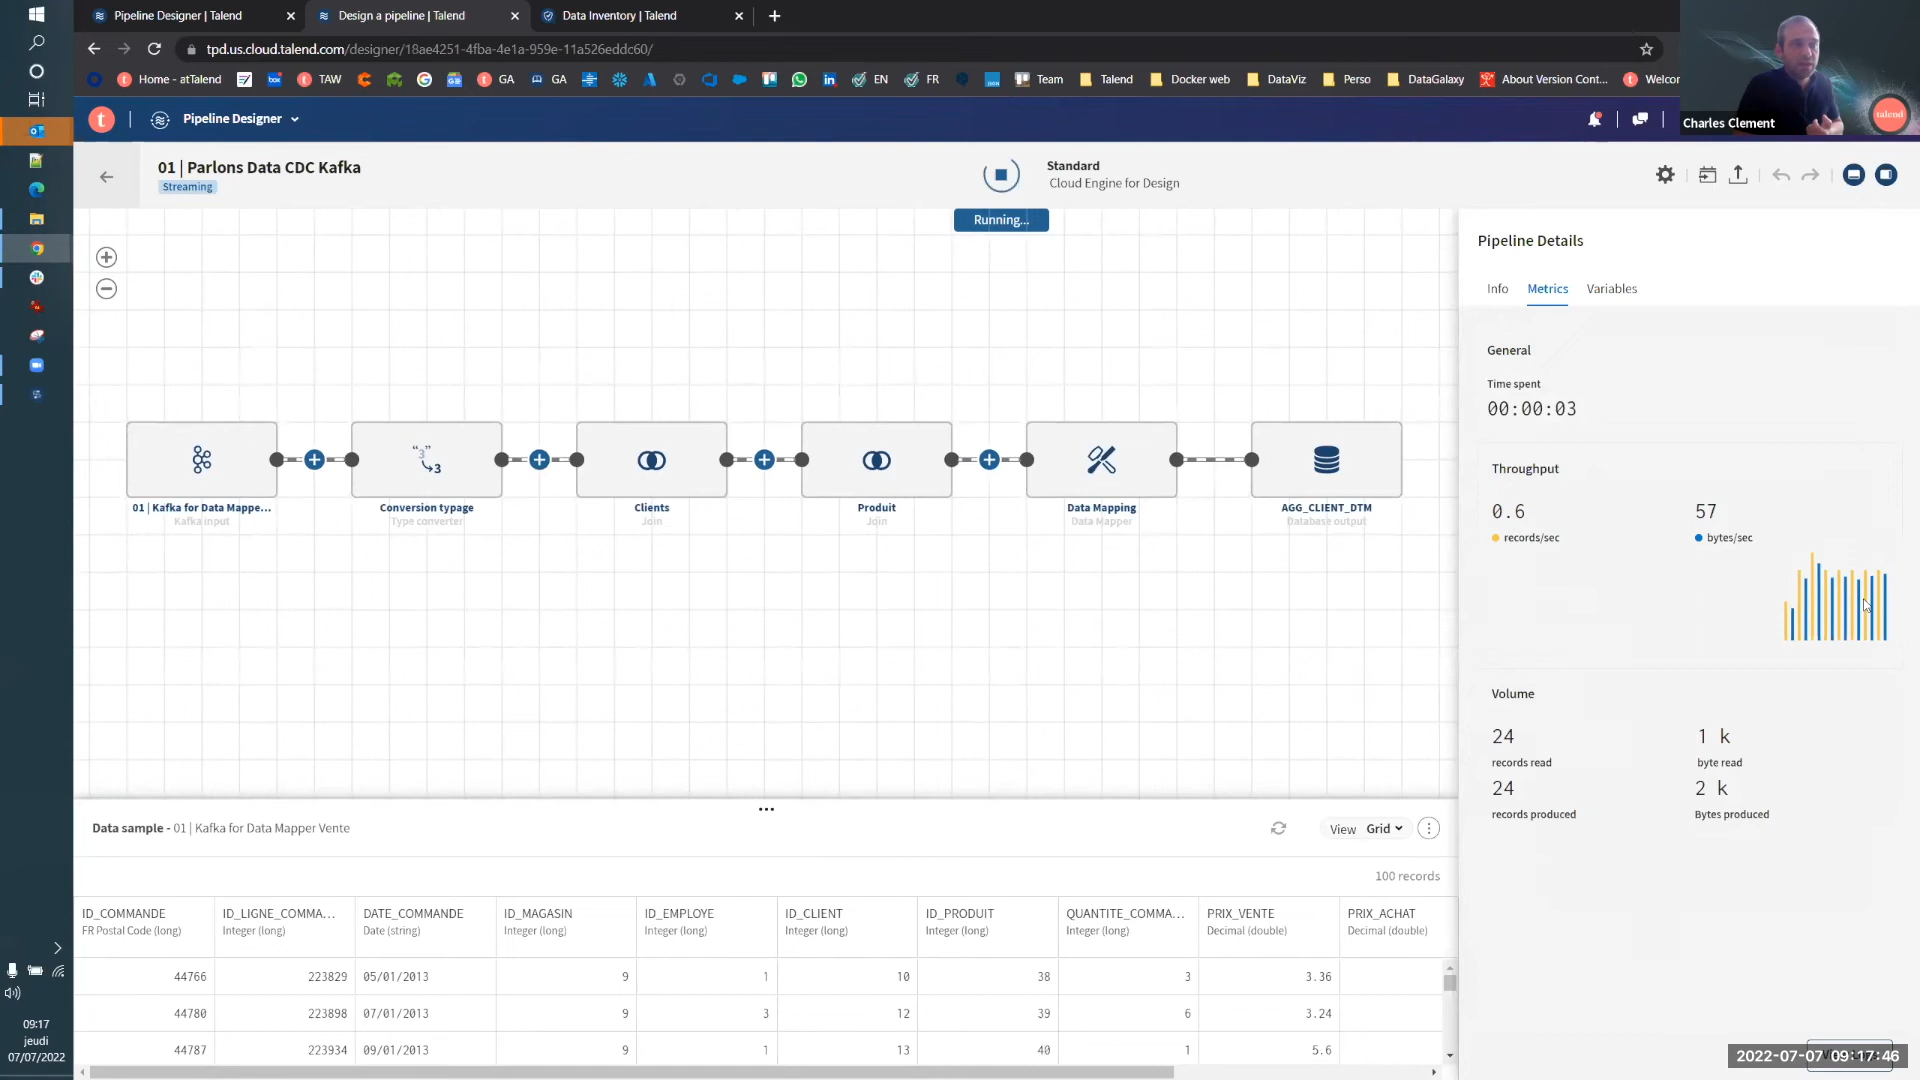 Pipeline Designer | Talend
Design a pipeline | Talend
Data Inventory | Talend
tpd.us.cloud.talend.com/designer/18ae4251-4fba-4e1a-959e-11a526eddc60/
Home - atTalend
TAW
GA
GA
EN
FR
Team
Talend
Docker web
DataViz
Perso
DataGalaxy
About Version Cont...
Welcor
Charles Clement
talend
t
Pipeline Designer
01 | Parlons Data CDC Kafka
Streaming
Standard
Cloud Engine for Design
Running...
Pipeline Details
Info
Metrics
Variables
General
Time spent
00:00:03
Throughput
0.6
57
records/sec
bytes/sec
Volume
24
1 k
records read
byte read
24
2 k
records produced
Bytes produced
"3"
3
01 | Kafka for Data Mappe...
Kafka input
Conversion typage
Type converter
Clients
Join
Produit
Join
Data Mapping
Data Mapper
AGG_CLIENT_DTM
Database output
Data sample - 01 | Kafka for Data Mapper Vente
View Grid
100 records
ID_COMMANDE ID_LIGNE_COMMA... DATE_COMMANDE ID_MAGASIN ID_EMPLOYE ID_CLIENT ID_PRODUIT QUANTITE_COMMA... PRIX_VENTE PRIX_ACHAT
FR Postal Code (long) Integer (long) Date (string) Integer (long) Integer (long) Integer (long) Integer (long) Integer (long) Decimal (double) Decimal (double)
44766 223829 05/01/2013 9 1 10 38 3 3.36
44780 223898 07/01/2013 9 3 12 39 6 3.24
44787 223934 09/01/2013 9 1 13 40 1 5.6
09:17
jeudi
07/07/2022
2022-07-07 09:17:46